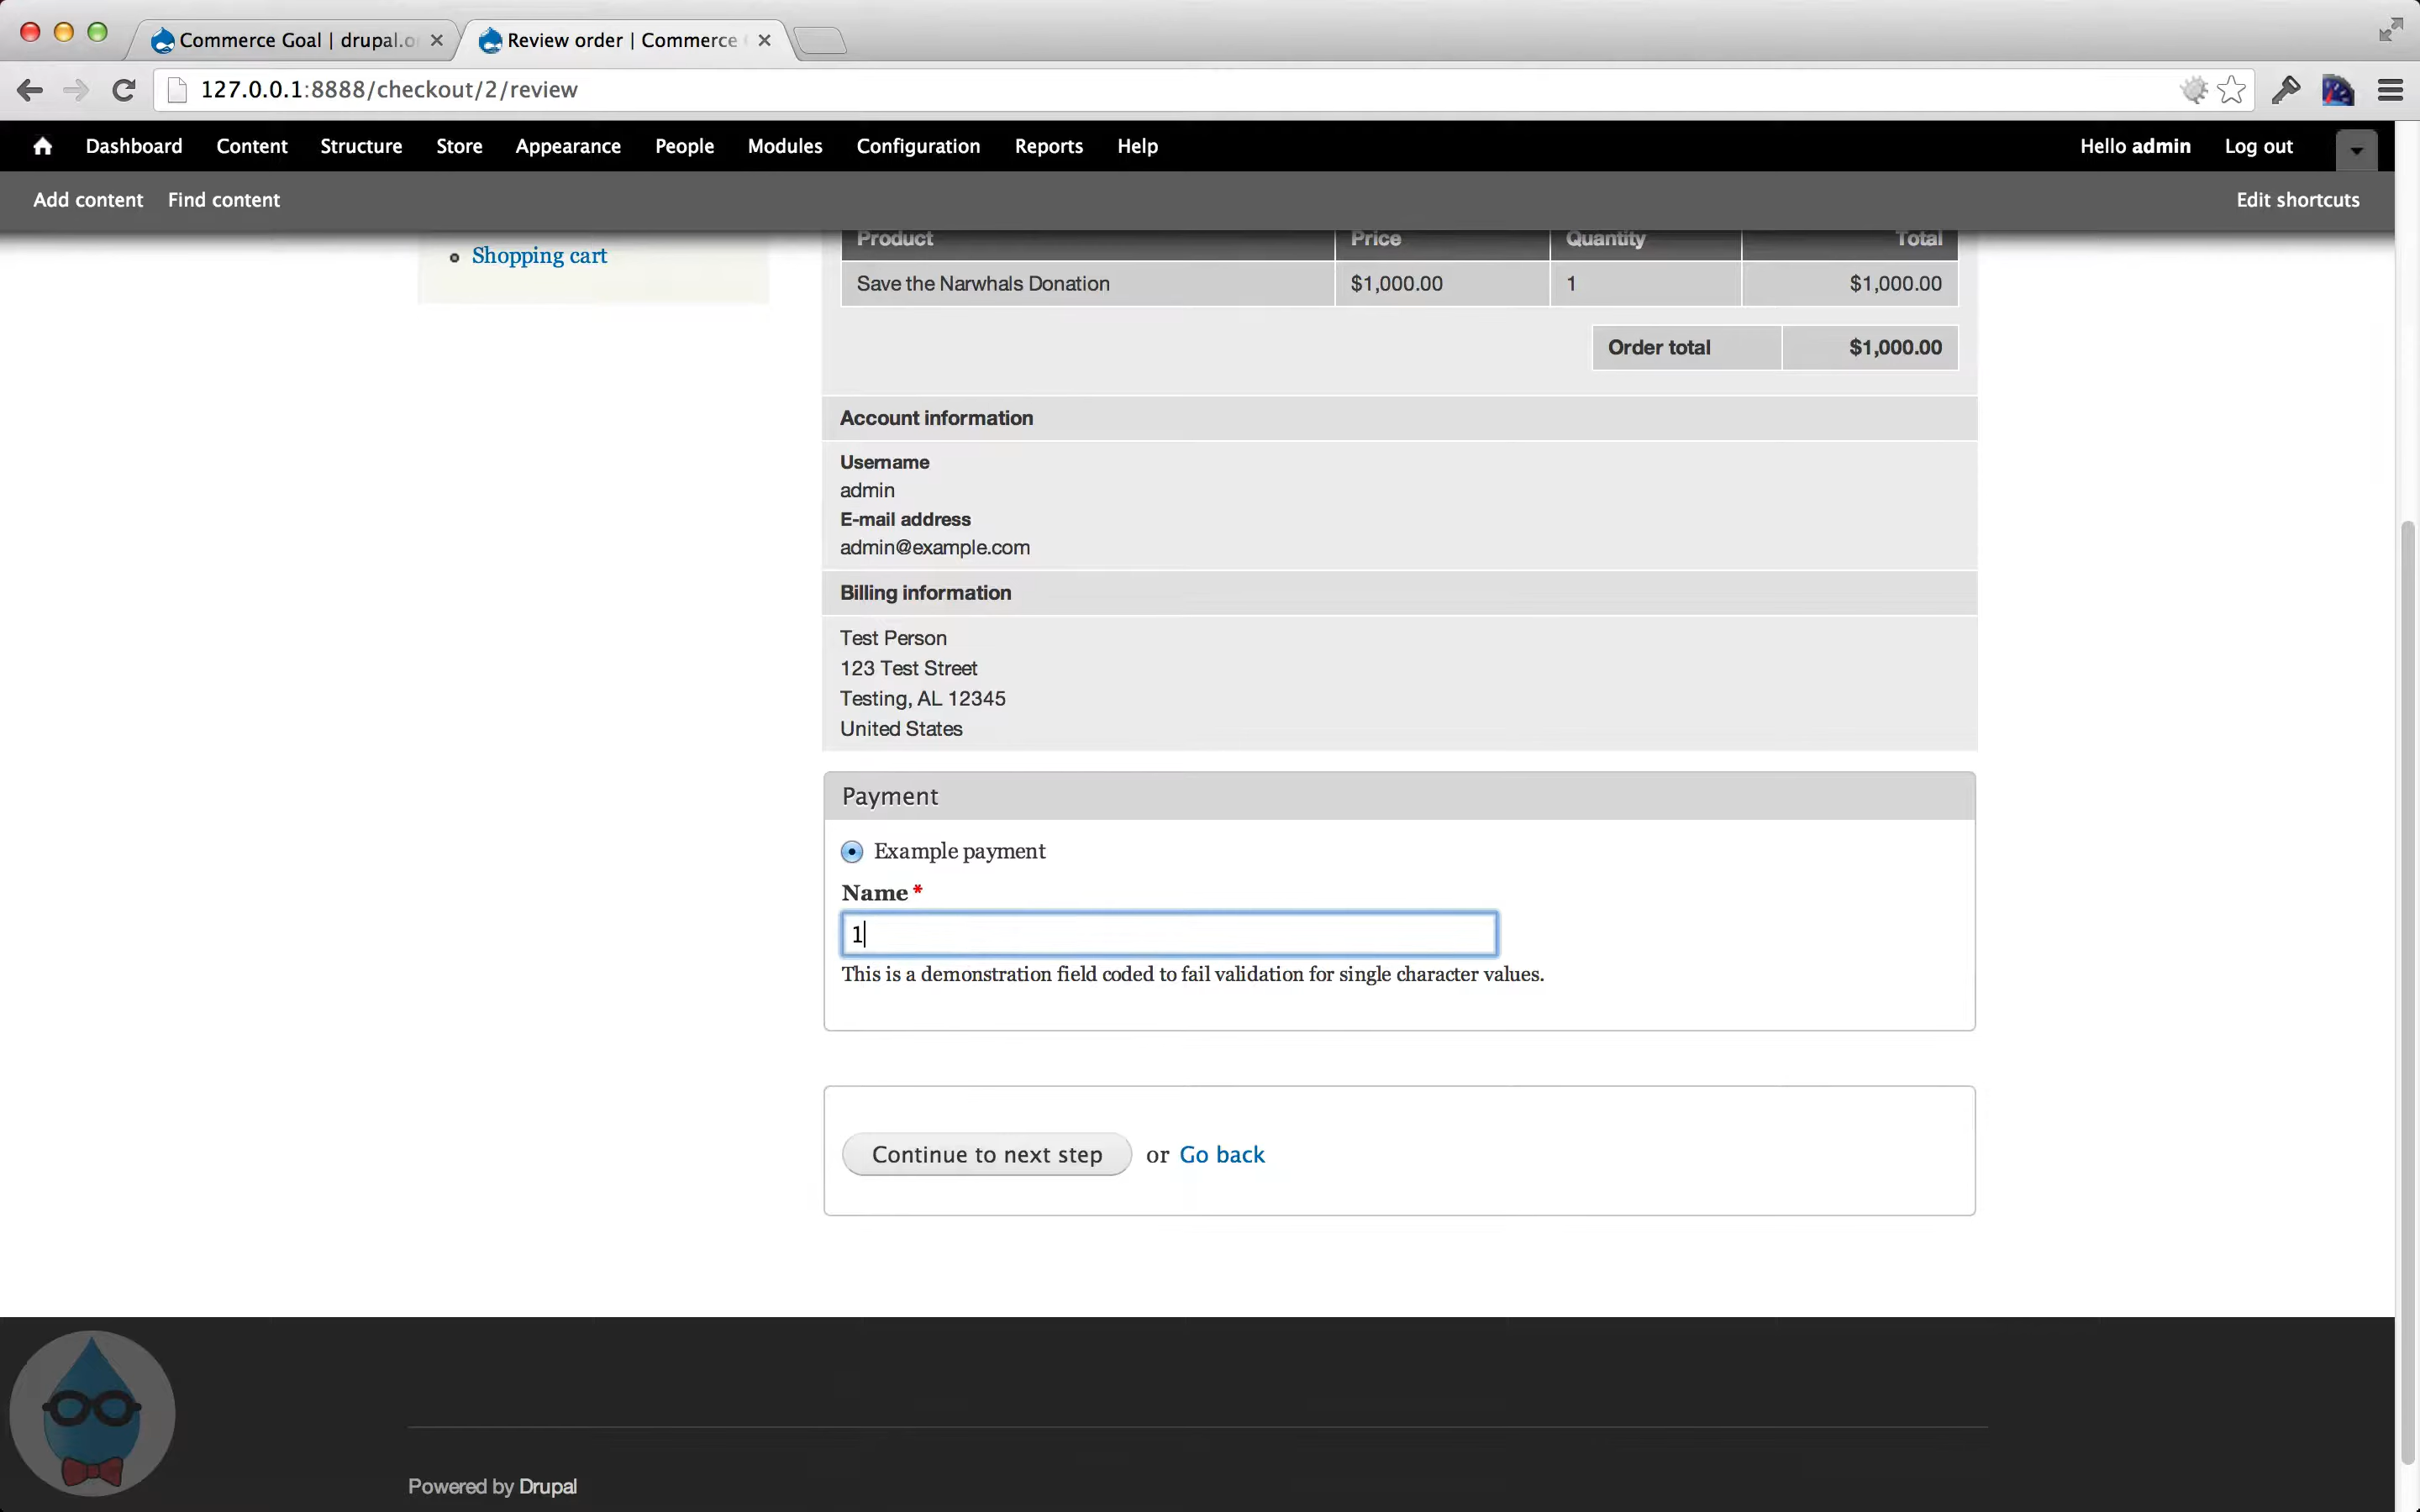 Commerce Goal | drupal.o
Review order | Commerce
127.0.0.1:8888/checkout/2/review
Dashboard Content Structure Store Appearance People Modules Configuration Reports Help Hello admin Log out
Add content Find content Edit shortcuts
Shopping cart
Product Price Quantity Total
Save the Narwhals Donation $1,000.00 1 $1,000.00
Order total $1,000.00
Account information
Username
admin
E-mail address
admin@example.com
Billing information
Test Person
123 Test Street
Testing, AL 12345
United States
Payment
Example payment
Name *
1
This is a demonstration field coded to fail validation for single character values.
Continue to next step or Go back
Powered by Drupal